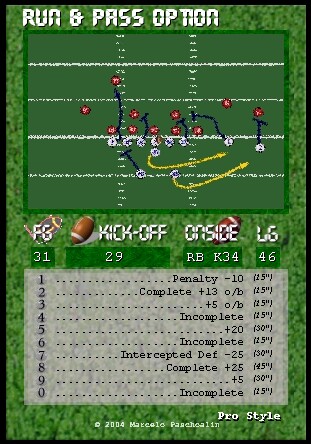 RUN & PASS OPTION
FG KICK-OFF ONSIDE LG
31 29 RB K34 46
1 ...................Penalty -10 (15")
2 ..............Complete +13 o/b (15")
3 ........................+5 o/b (15")
4 ....................Incomplete (15")
5 ...........................+20 (30")
6 ....................Incomplete (15")
7 ...........Intercepted Def -25 (30")
8 ..................Complete +25 (45")
9 ............................+5 (30")
0 ....................Incomplete (15")
Pro Style
© 2004 Marcelo Paschoalin